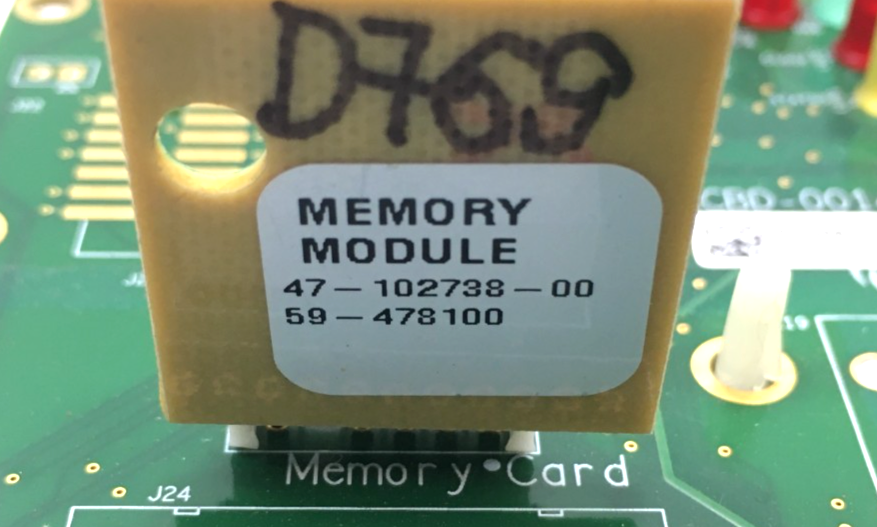 D769
MEMORY
MODULE
47-102738-00
59-478100
Memory Card
J24